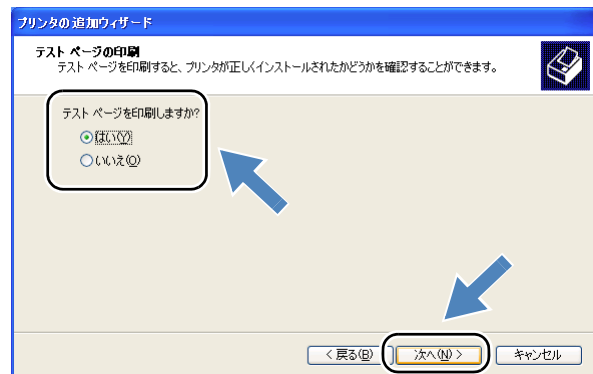 プリンタの追加ウィザード
テスト ページの印刷
テスト ページを印刷すると、プリンタが正しくインストールされたかどうかを確認することができます。
テスト ページを印刷しますか?
はい(Y)
いいえ(O)
< 戻る(B)
次へ(N) >
キャンセル